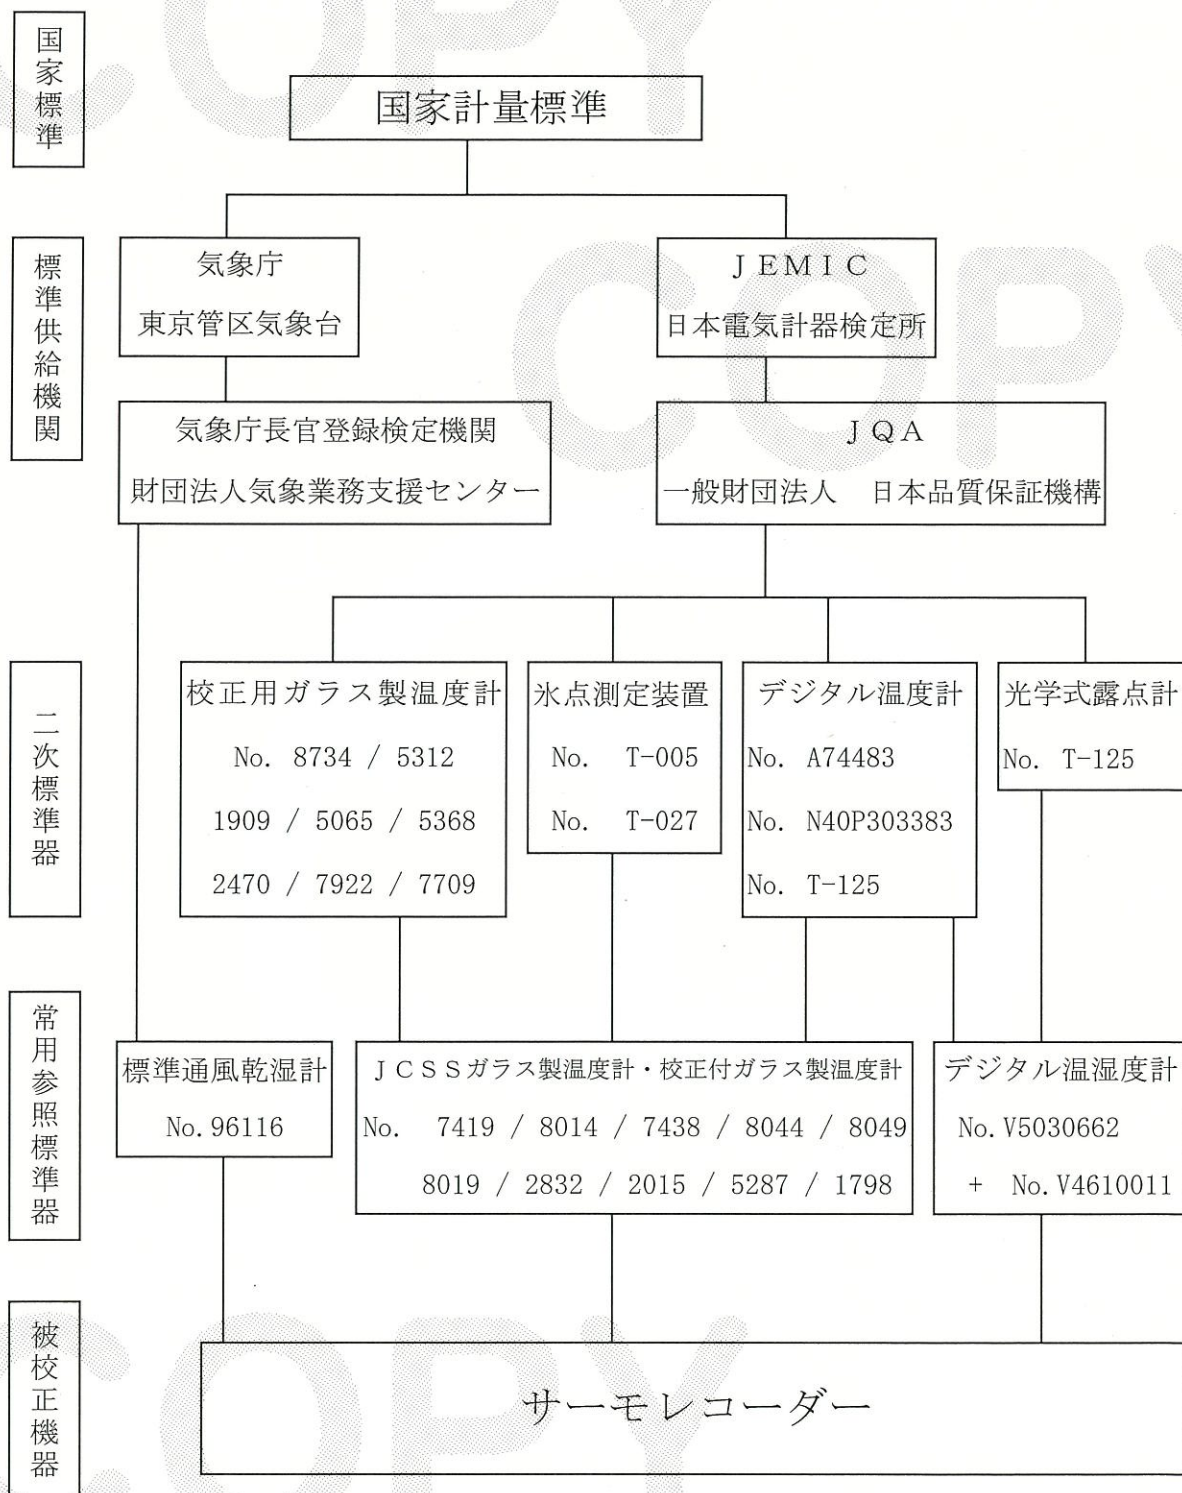 COPY
国家標準
国家計量標準
標準供給機関
気象庁
東京管区気象台
JEMIC
日本電気計器検定所
COPY
気象庁長官登録検定機関
財団法人気象業務支援センター
JQA
一般財団法人　日本品質保証機構
二次標準器
校正用ガラス製温度計
No. 8734 / 5312
1909 / 5065 / 5368
2470 / 7922 / 7709
氷点測定装置
No. T-005
No. T-027
デジタル温度計
No. A74483
No. N40P303383
No. T-125
光学式露点計
No. T-125
常用参照標準器
標準通風乾湿計
No.96116
JCSSガラス製温度計・校正付ガラス製温度計
No. 7419 / 8014 / 7438 / 8044 / 8049
8019 / 2832 / 2015 / 5287 / 1798
デジタル温湿度計
No.V5030662
+ No.V4610011
被校正機器
サーモレコーダー
COPY